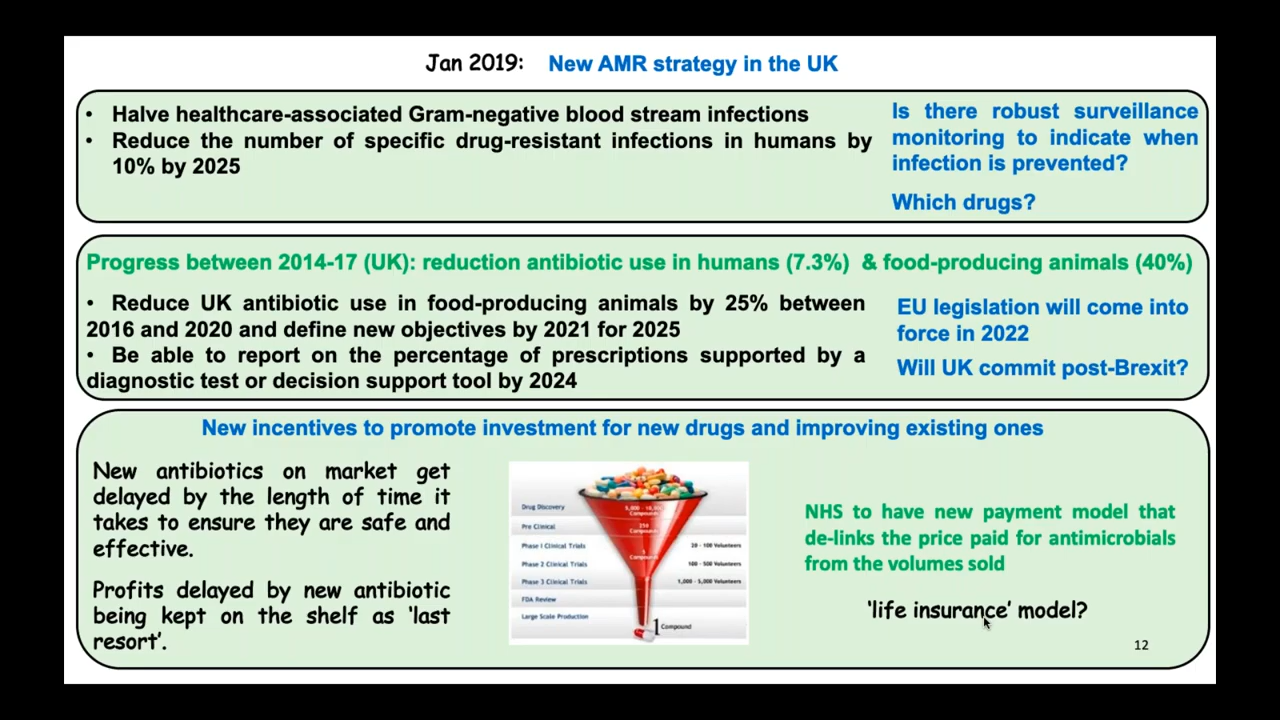 Jan 2019: New AMR strategy in the UK
• Halve healthcare-associated Gram-negative blood stream infections
• Reduce the number of specific drug-resistant infections in humans by
10% by 2025
Is there robust surveillance
monitoring to indicate when
infection is prevented?
Which drugs?
Progress between 2014-17 (UK): reduction antibiotic use in humans (7.3%) & food-producing animals (40%)
• Reduce UK antibiotic use in food-producing animals by 25% between
2016 and 2020 and define new objectives by 2021 for 2025
• Be able to report on the percentage of prescriptions supported by a
diagnostic test or decision support tool by 2024
EU legislation will come into
force in 2022
Will UK commit post-Brexit?
New incentives to promote investment for new drugs and improving existing ones
New antibiotics on market get
delayed by the length of time it
takes to ensure they are safe and
effective.
Profits delayed by new antibiotic
being kept on the shelf as ‘last
resort’.
Drug Discovery
Pre Clinical
Phase 1 Clinical Trials
Phase 2 Clinical Trials
Phase 3 Clinical Trials
FDA Review
Large Scale Production
Compounds
250
Compounds
5
Compounds
20 - 100 Volunteers
100 - 500 Volunteers
1,000 - 5,000 Volunteers
1 Compound
NHS to have new payment model that
de-links the price paid for antimicrobials
from the volumes sold
‘life insurance’ model?
12